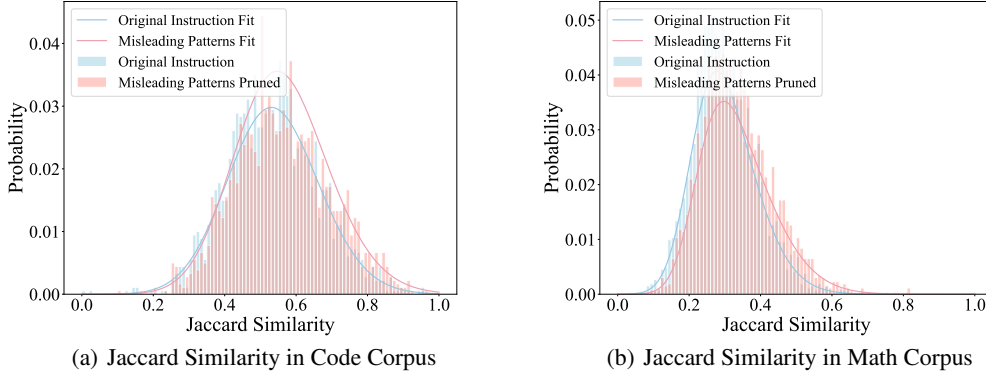 Original Instruction Fit
Misleading Patterns Fit
Original Instruction
Misleading Patterns Pruned
0.04
0.03
0.02
0.01
0.00
Probability
0.0 0.2 0.4 0.6 0.8 1.0
Jaccard Similarity
(a) Jaccard Similarity in Code Corpus
Original Instruction Fit
Misleading Patterns Fit
Original Instruction
Misleading Patterns Pruned
0.05
0.04
0.03
0.02
0.01
0.00
Probability
0.0 0.2 0.4 0.6 0.8 1.0
Jaccard Similarity
(b) Jaccard Similarity in Math Corpus